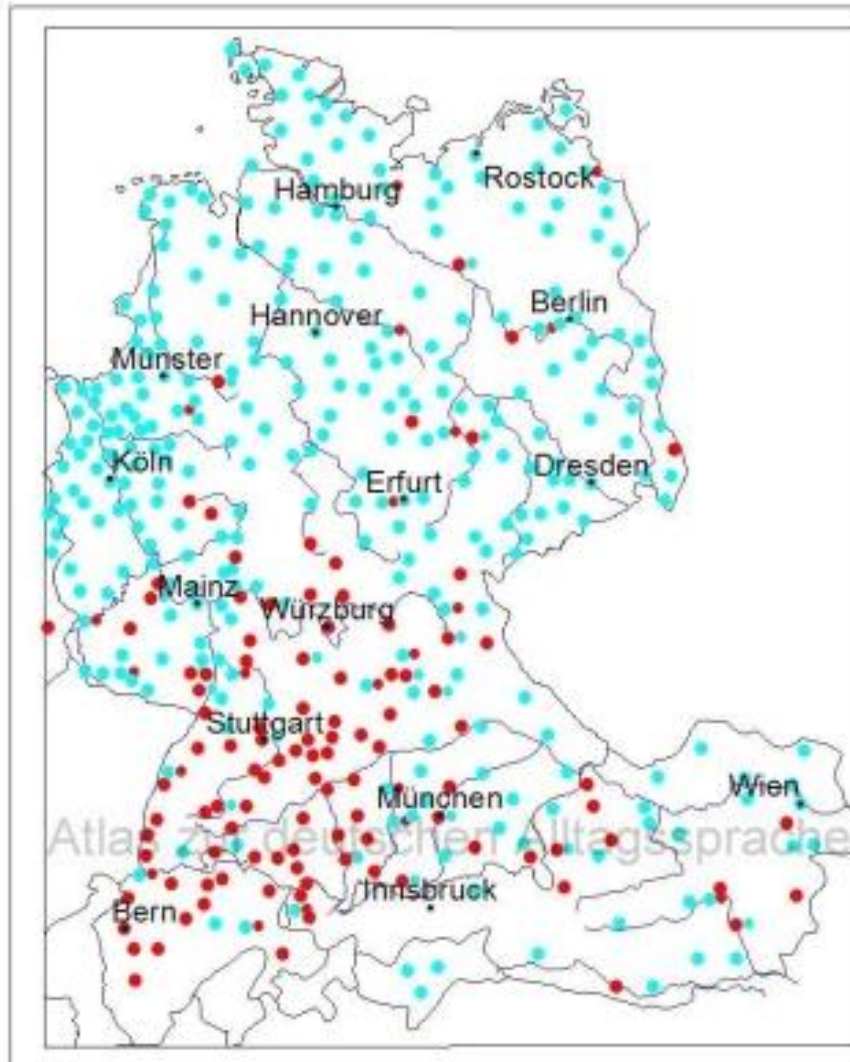 Hamburg
Rostock
Hannover
Berlin
Münster
Köln
Erfurt
Dresden
Mainz
Würzburg
Stuttgart
München
Wien
Atlas zur deutschen Alltagssprache
Innsbruck
Bern